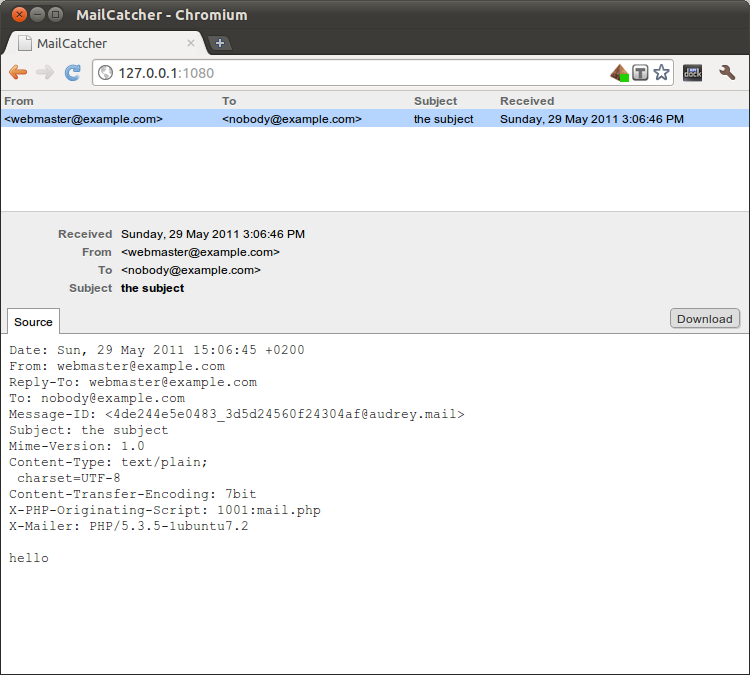 MailCatcher - Chromium
MailCatcher
127.0.0.1:1080
From To Subject Received
<webmaster@example.com> <nobody@example.com> the subject Sunday, 29 May 2011 3:06:46 PM
Received Sunday, 29 May 2011 3:06:46 PM
From <webmaster@example.com>
To <nobody@example.com>
Subject the subject
Source Download
Date: Sun, 29 May 2011 15:06:45 +0200
From: webmaster@example.com
Reply-To: webmaster@example.com
To: nobody@example.com
Message-ID: <4de244e5e0483_3d5d24560f24304af@audrey.mail>
Subject: the subject
Mime-Version: 1.0
Content-Type: text/plain;
 charset=UTF-8
Content-Transfer-Encoding: 7bit
X-PHP-Originating-Script: 1001:mail.php
X-Mailer: PHP/5.3.5-1ubuntu7.2

hello